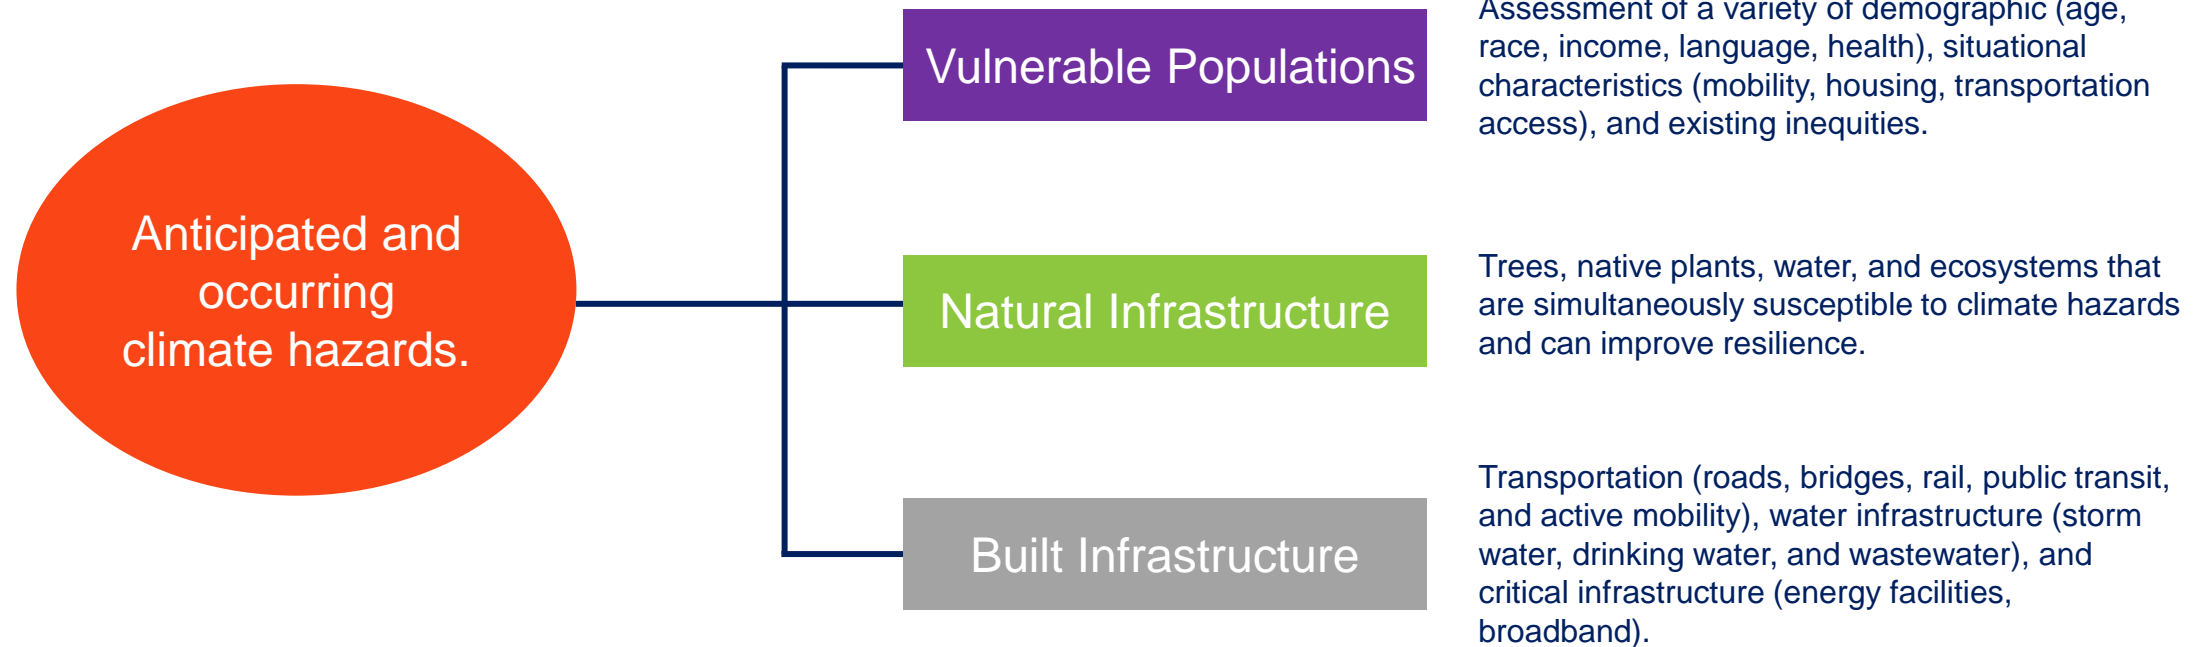 Anticipated and
occurring
climate hazards.
Vulnerable Populations
Assessment of a variety of demographic (age,
race, income, language, health), situational
characteristics (mobility, housing, transportation
access), and existing inequities.
Natural Infrastructure
Trees, native plants, water, and ecosystems that
are simultaneously susceptible to climate hazards
and can improve resilience.
Built Infrastructure
Transportation (roads, bridges, rail, public transit,
and active mobility), water infrastructure (storm
water, drinking water, and wastewater), and
critical infrastructure (energy facilities,
broadband).